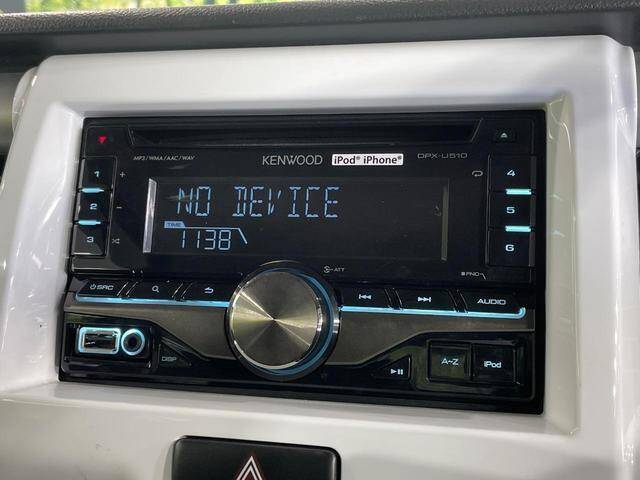 MP3/WMA/AAC/WAV
KENWOOD
iPod® iPhone®
DPX-U510
1
2
3
4
5
6
NO DEVICE
TIME
1138
ATT
FNC
SRC
AUDIO
DISP
A–Z
iPod